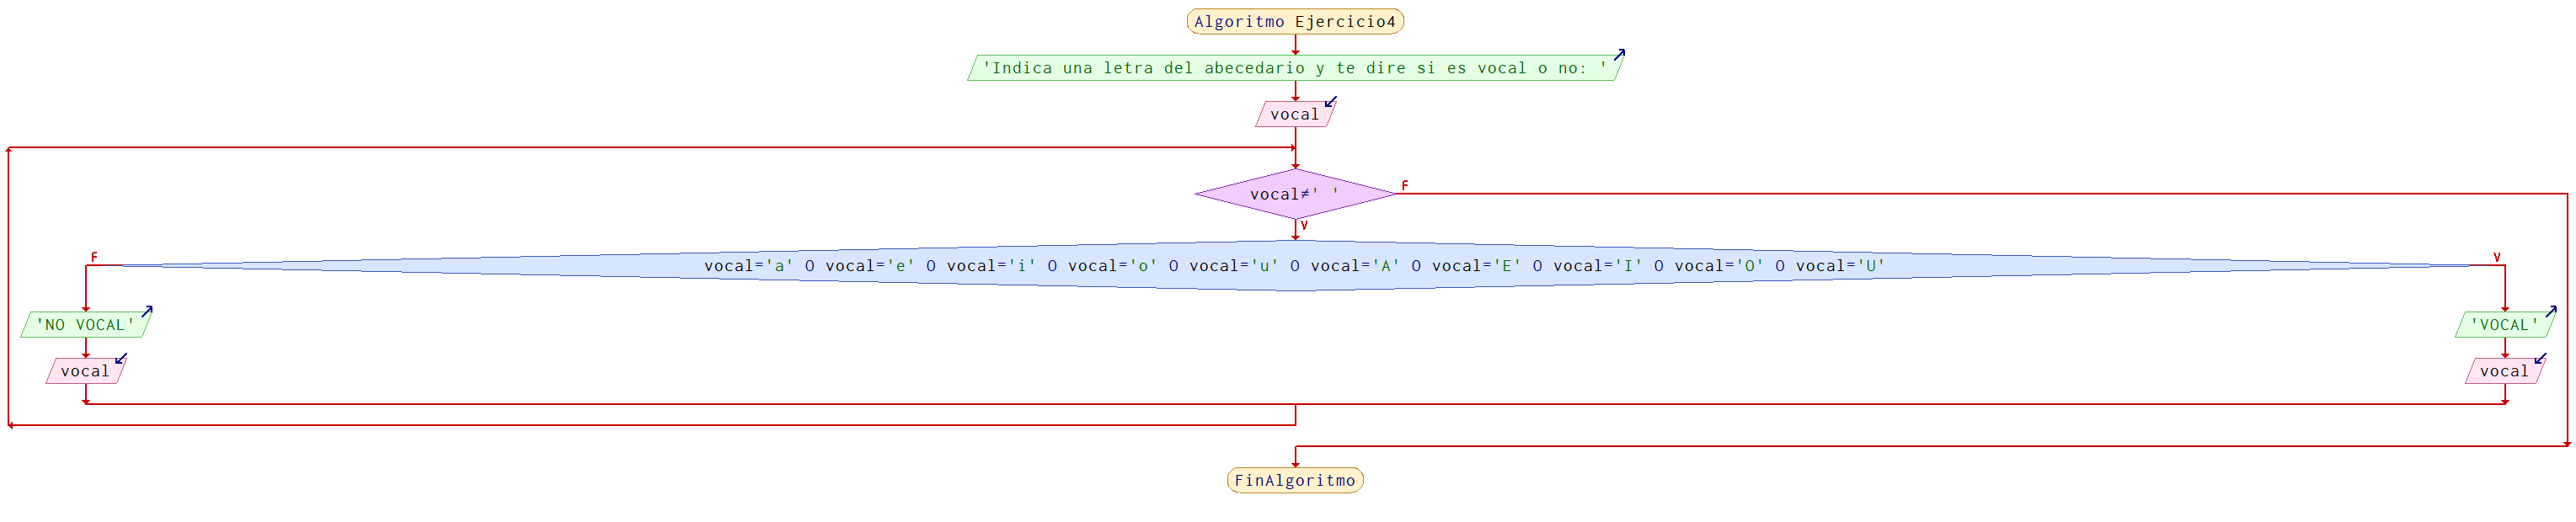 Algoritmo Ejercicio4
'Indica una letra del abecedario y te dire si es vocal o no: '
vocal
vocal≠' '
F
V
F
vocal='a' O vocal='e' O vocal='i' O vocal='o' O vocal='u' O vocal='A' O vocal='E' O vocal='I' O vocal='O' O vocal='U'
V
'NO VOCAL'
'VOCAL'
vocal
vocal
FinAlgoritmo